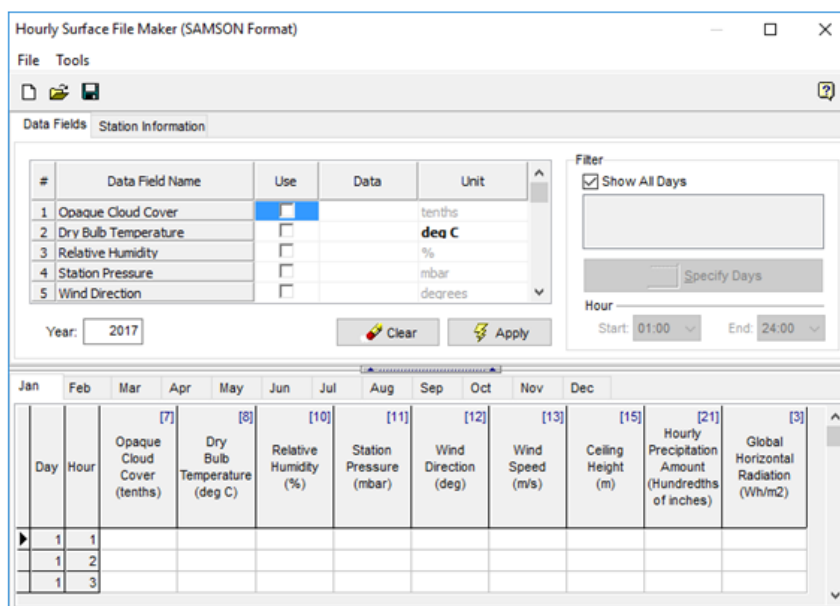 Hourly Surface File Maker (SAMSON Format)
File Tools
Data Fields Station Information
# Data Field Name Use Data Unit
1 Opaque Cloud Cover tenths
2 Dry Bulb Temperature deg C
3 Relative Humidity %
4 Station Pressure mbar
5 Wind Direction degrees
Filter
Show All Days
Specify Days
Hour
Start: 01:00 End: 24:00
Year: 2017 Clear Apply
Jan Feb Mar Apr May Jun Jul Aug Sep Oct Nov Dec
Day Hour
[7]
Opaque
Cloud
Cover
(tenths)
[8]
Dry
Bulb
Temperature
(deg C)
[10]
Relative
Humidity
(%)
[11]
Station
Pressure
(mbar)
[12]
Wind
Direction
(deg)
[13]
Wind
Speed
(m/s)
[15]
Ceiling
Height
(m)
[21]
Hourly
Precipitation
Amount
(Hundredths
of inches)
[3]
Global
Horizontal
Radiation
(Wh/m2)
1 1
1 2
1 3